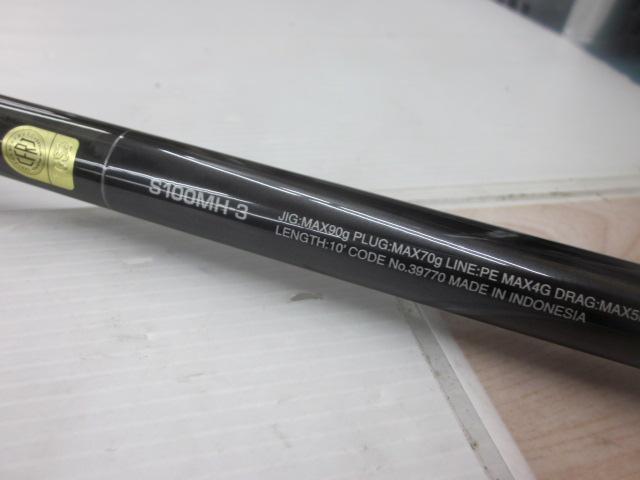 S100MH-3
JIG:MAX90g PLUG:MAX70g LINE:PE MAX4G DRAG:MAX5
LENGTH:10' CODE No.39770 MADE IN INDONESIA